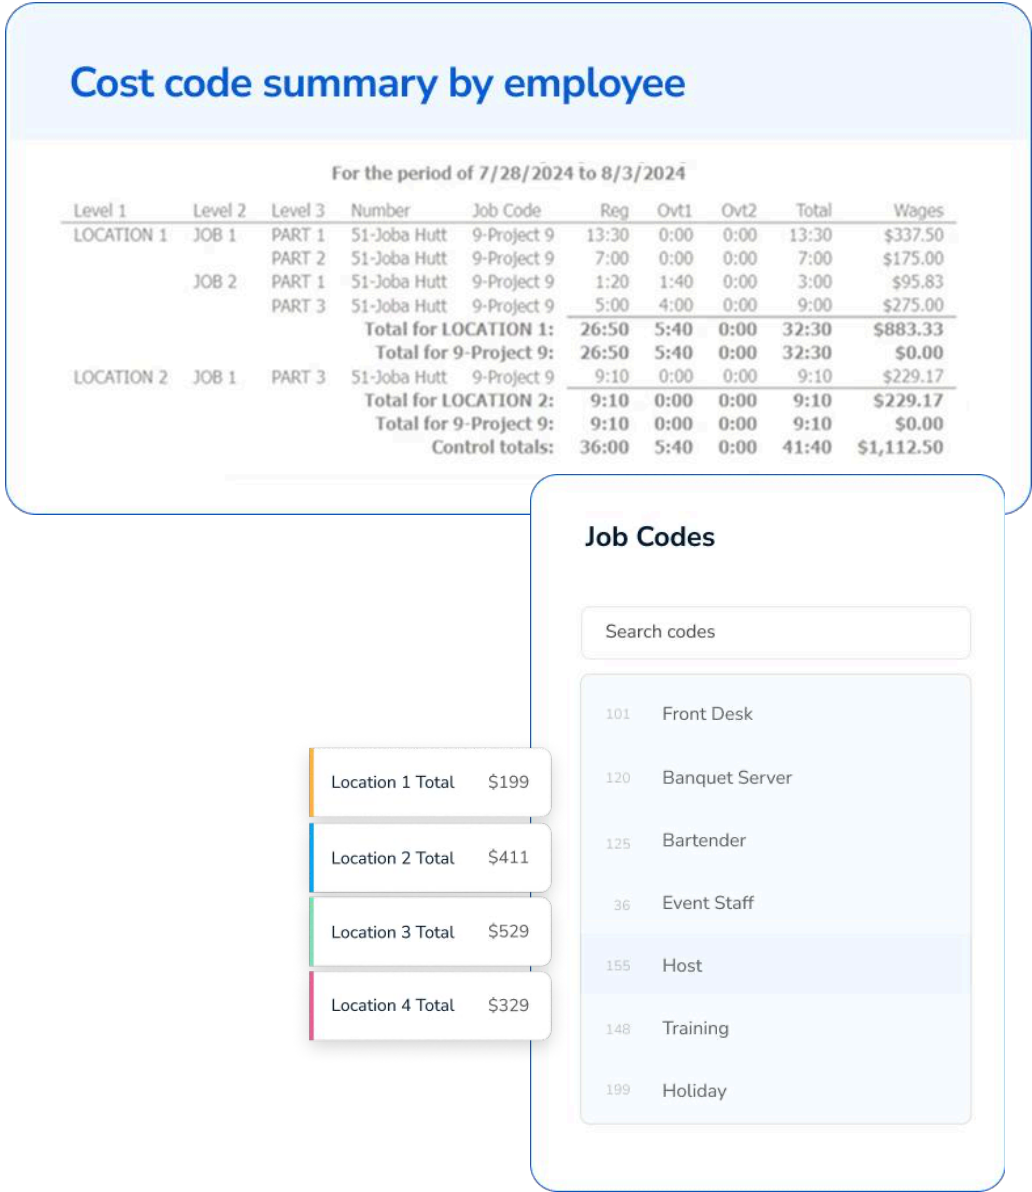 Cost code summary by employee
For the period of 7/28/2024 to 8/3/2024
Level 1 Level 2 Level 3 Number Job Code Reg Ovt1 Ovt2 Total Wages
LOCATION 1 JOB 1 PART 1 51-Joba Hutt 9-Project 9 13:30 0:00 0:00 13:30 $337.50
PART 2 51-Joba Hutt 9-Project 9 7:00 0:00 0:00 7:00 $175.00
JOB 2 PART 1 51-Joba Hutt 9-Project 9 1:20 1:40 0:00 3:00 $95.83
PART 3 51-Joba Hutt 9-Project 9 5:00 4:00 0:00 9:00 $275.00
Total for LOCATION 1: 26:50 5:40 0:00 32:30 $883.33
Total for 9-Project 9: 26:50 5:40 0:00 32:30 $0.00
LOCATION 2 JOB 1 PART 3 51-Joba Hutt 9-Project 9 9:10 0:00 0:00 9:10 $229.17
Total for LOCATION 2: 9:10 0:00 0:00 9:10 $229.17
Total for 9-Project 9: 9:10 0:00 0:00 9:10 $0.00
Control totals: 36:00 5:40 0:00 41:40 $1,112.50
Job Codes
Search codes
101 Front Desk
120 Banquet Server
125 Bartender
36 Event Staff
155 Host
148 Training
199 Holiday
Location 1 Total $199
Location 2 Total $411
Location 3 Total $529
Location 4 Total $329